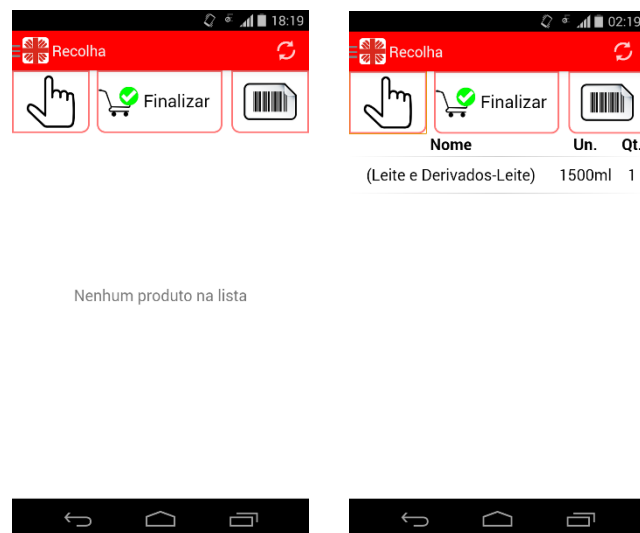 18:19
Recolha
Finalizar
Nenhum produto na lista
02:19
Recolha
Finalizar
Nome Un. Qt.
(Leite e Derivados-Leite) 1500ml 1